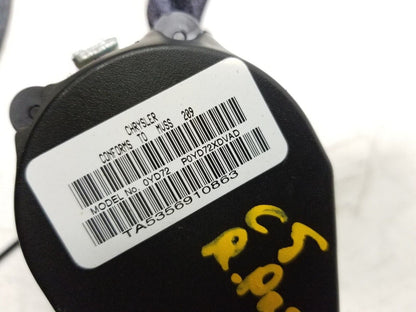 CHRYSLER
CONFORMS TO MVSS 209
MODEL No. 0YD72 P0YD72XDVAD
TA5356910863
C5